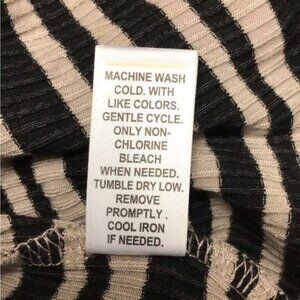 MACHINE WASH
COLD. WITH
LIKE COLORS.
GENTLE CYCLE.
ONLY NON-
CHLORINE
BLEACH
WHEN NEEDED.
TUMBLE DRY LOW.
REMOVE
PROMPTLY .
COOL IRON
IF NEEDED.